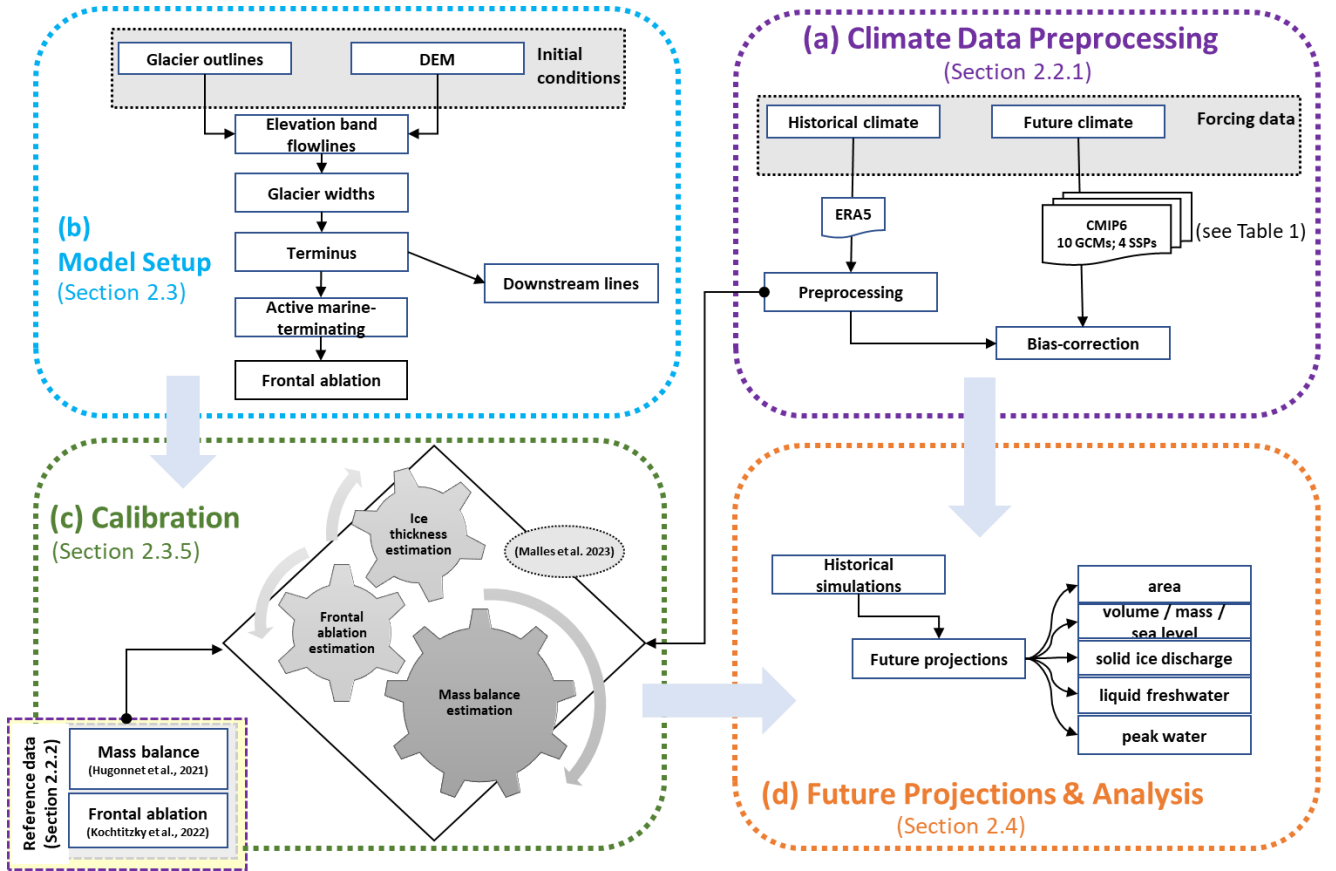 Glacier outlines
DEM
Initial
conditions
Elevation band
flowlines
Glacier widths
Terminus
Downstream lines
Active marine-
terminating
Frontal ablation
(b)
Model Setup
(Section 2.3)
(a) Climate Data Preprocessing
(Section 2.2.1)
Historical climate
Future climate
Forcing data
ERA5
CMIP6
10 GCMs; 4 SSPs
(see Table 1)
Preprocessing
Bias-correction
(c) Calibration
(Section 2.3.5)
Ice
thickness
estimation
(Malles et al. 2023)
Frontal
ablation
estimation
Mass balance
estimation
Reference data
(Section 2.2.2)
Mass balance
(Hugonnet et al., 2021)
Frontal ablation
(Kochtitzky et al., 2022)
Historical
simulations
Future projections
area
volume / mass /
sea level
solid ice discharge
liquid freshwater
peak water
(d) Future Projections & Analysis
(Section 2.4)